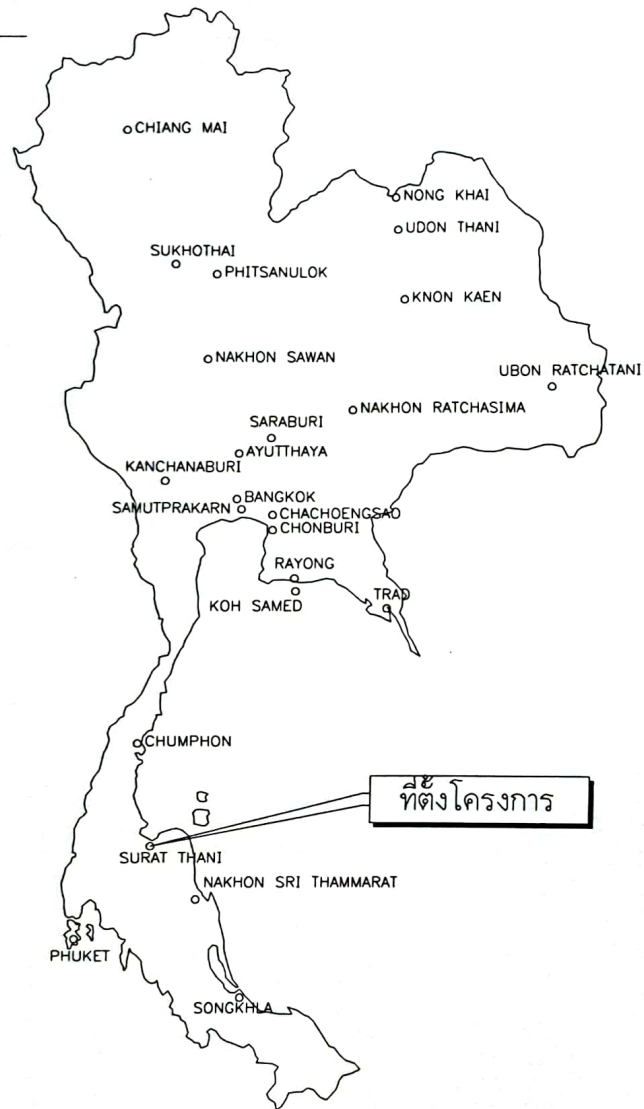 CHIANG MAI
NONG KHAI
UDON THANI
SUKHOTHAI
PHITSANULOK
KNON KAEN
NAKHON SAWAN
UBON RATCHATANI
NAKHON RATCHASIMA
SARABURI
AYUTTHAYA
KANCHANABURI
BANGKOK
SAMUTPRAKARN
CHACHOENGSAO
CHONBURI
RAYONG
KOH SAMED
TRAD
CHUMPHON
ที่ตั้งโครงการ
SURAT THANI
NAKHON SRI THAMMARAT
PHUKET
SONGKHLA